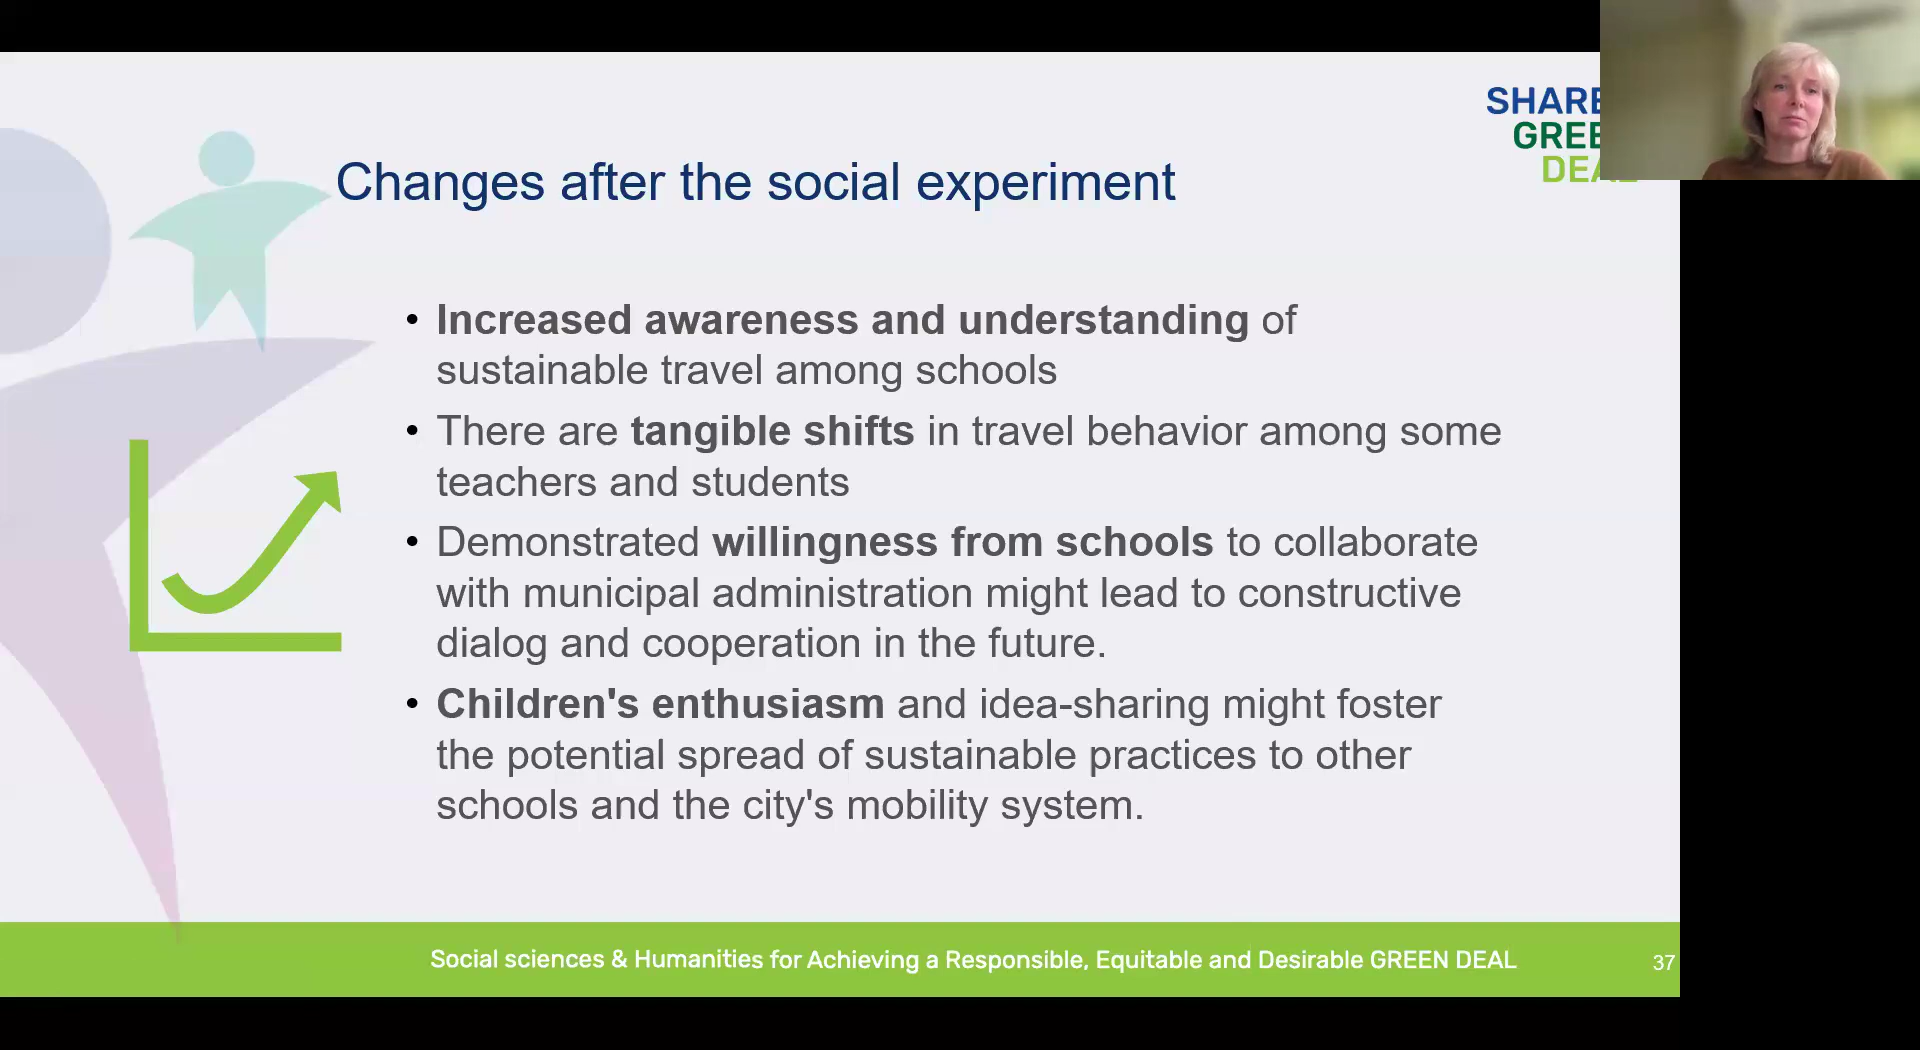 SHARE
GREE
DEAL
Changes after the social experiment
• Increased awareness and understanding of
sustainable travel among schools
• There are tangible shifts in travel behavior among some
teachers and students
• Demonstrated willingness from schools to collaborate
with municipal administration might lead to constructive
dialog and cooperation in the future.
• Children's enthusiasm and idea-sharing might foster
the potential spread of sustainable practices to other
schools and the city's mobility system.
Social sciences & Humanities for Achieving a Responsible, Equitable and Desirable GREEN DEAL
37